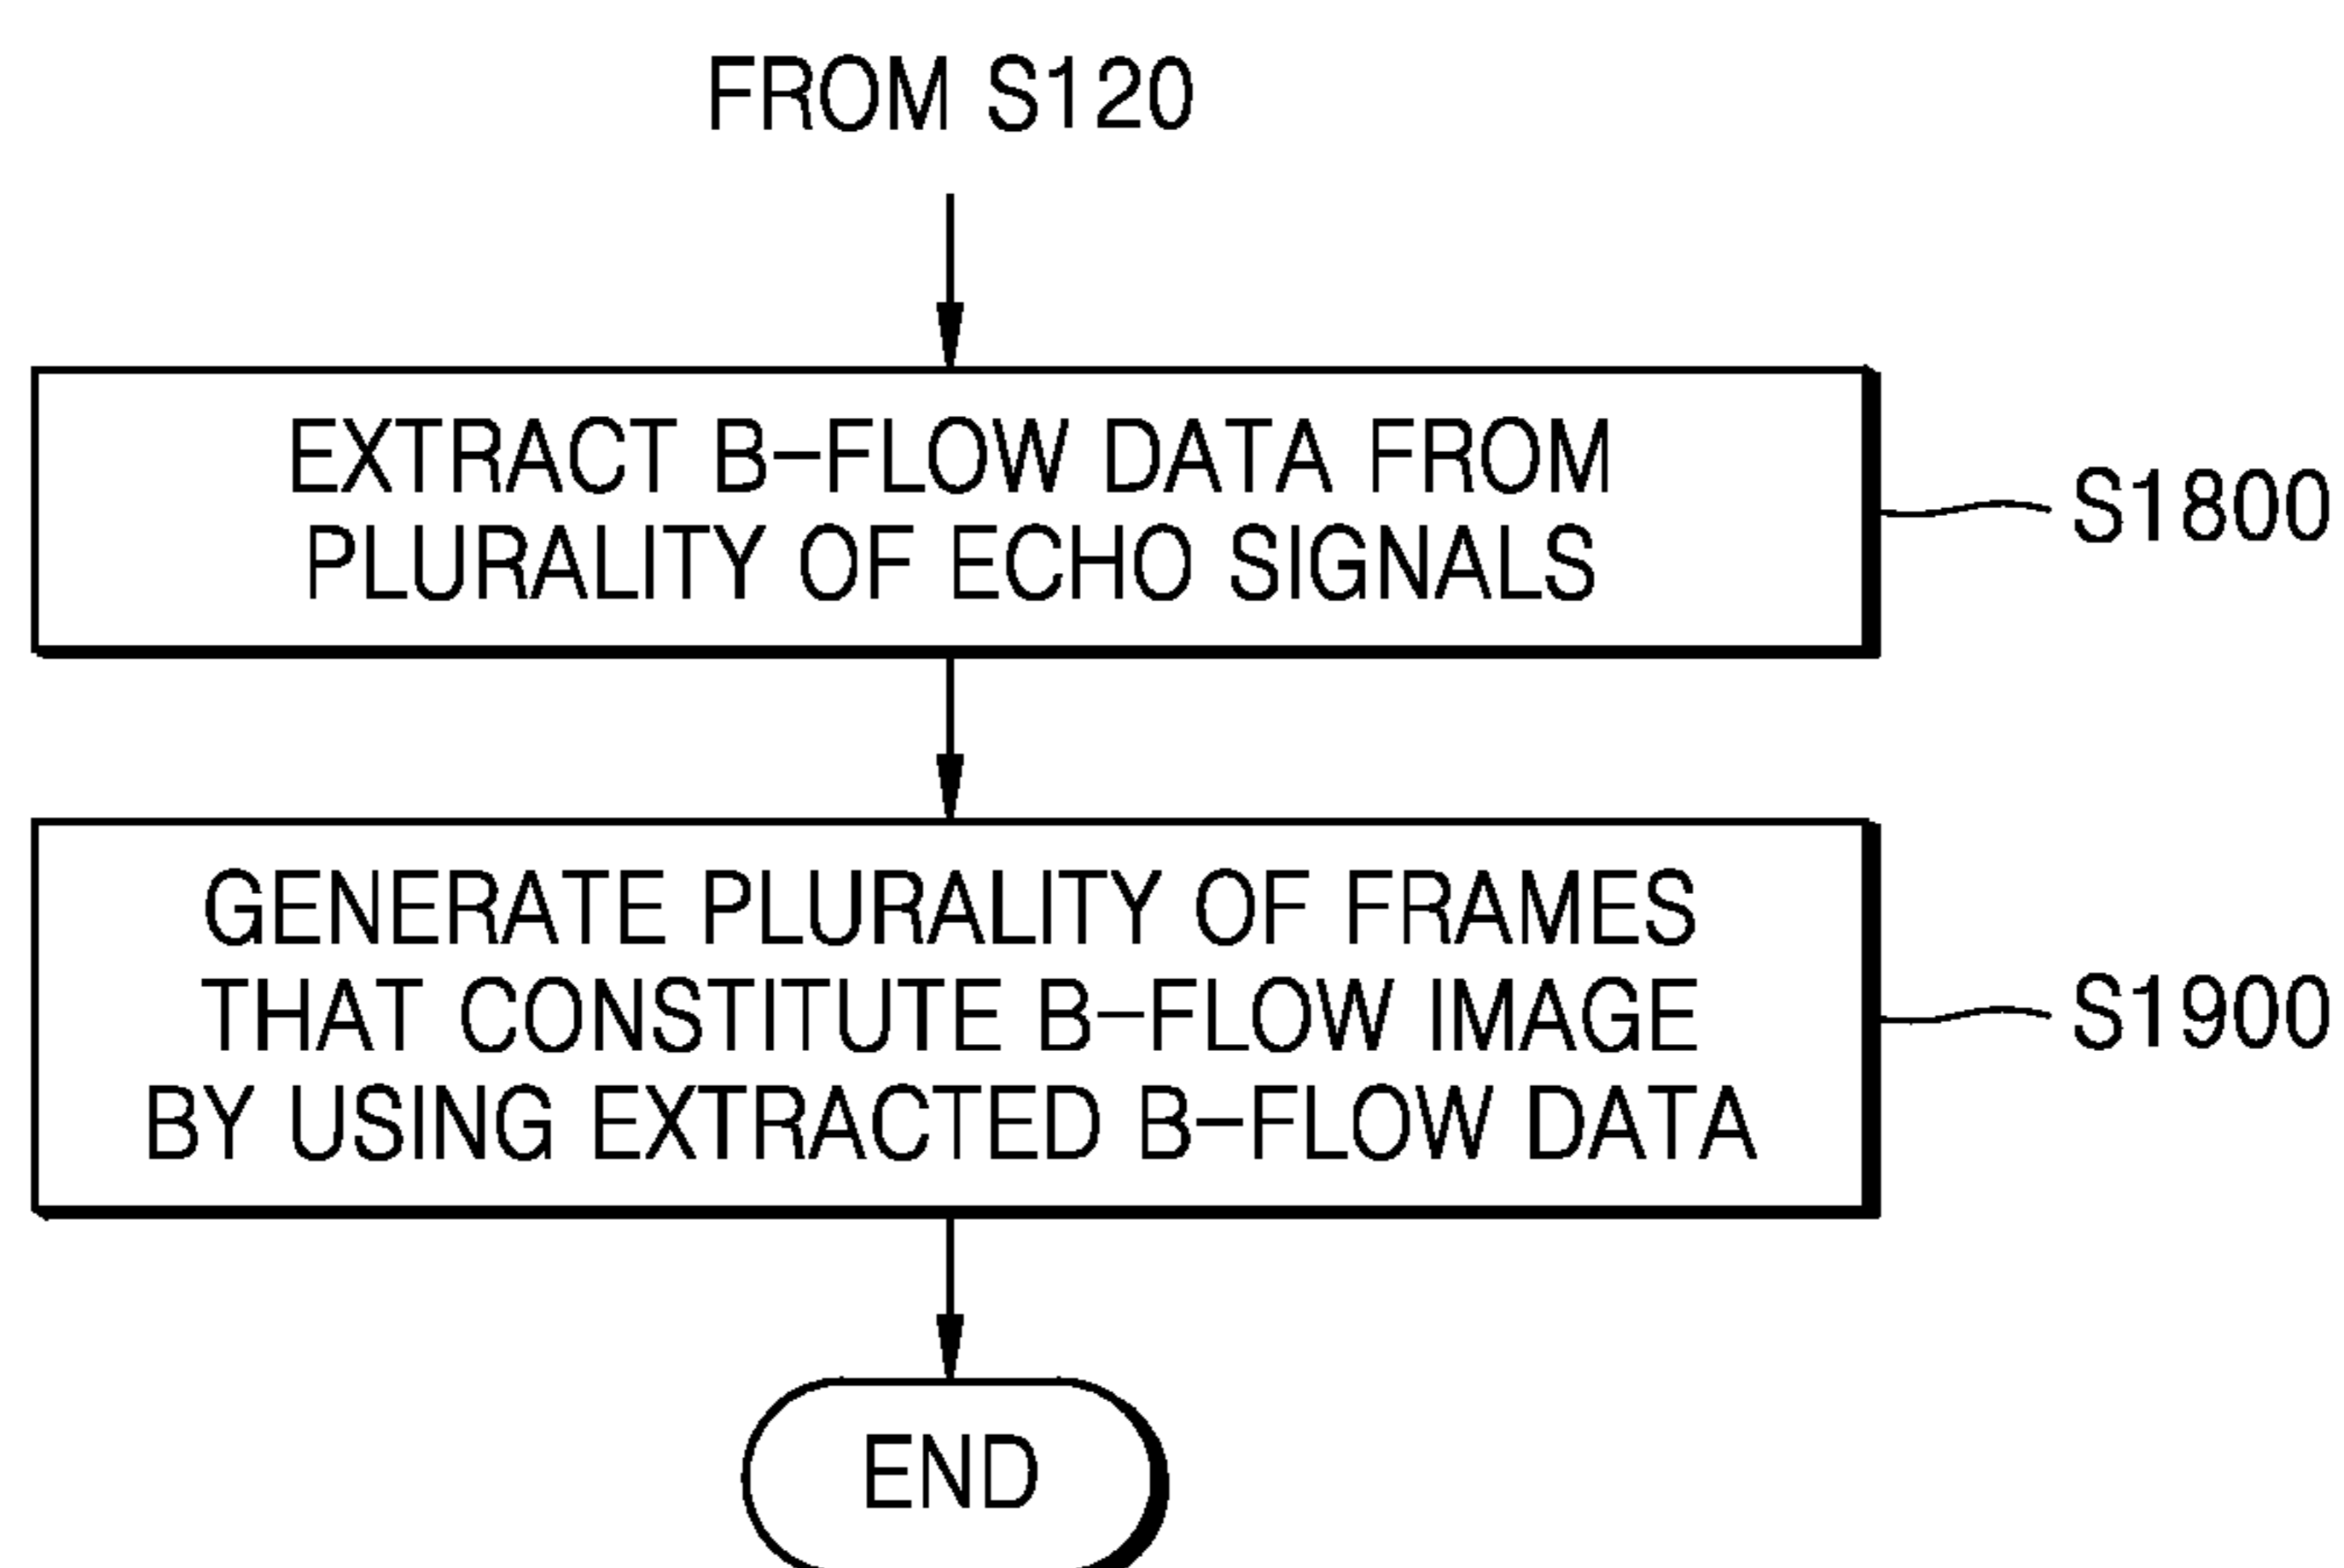 FROM S120
EXTRACT B-FLOW DATA FROM
PLURALITY OF ECHO SIGNALS
S1800
GENERATE PLURALITY OF FRAMES
THAT CONSTITUTE B-FLOW IMAGE
BY USING EXTRACTED B-FLOW DATA
S1900
END